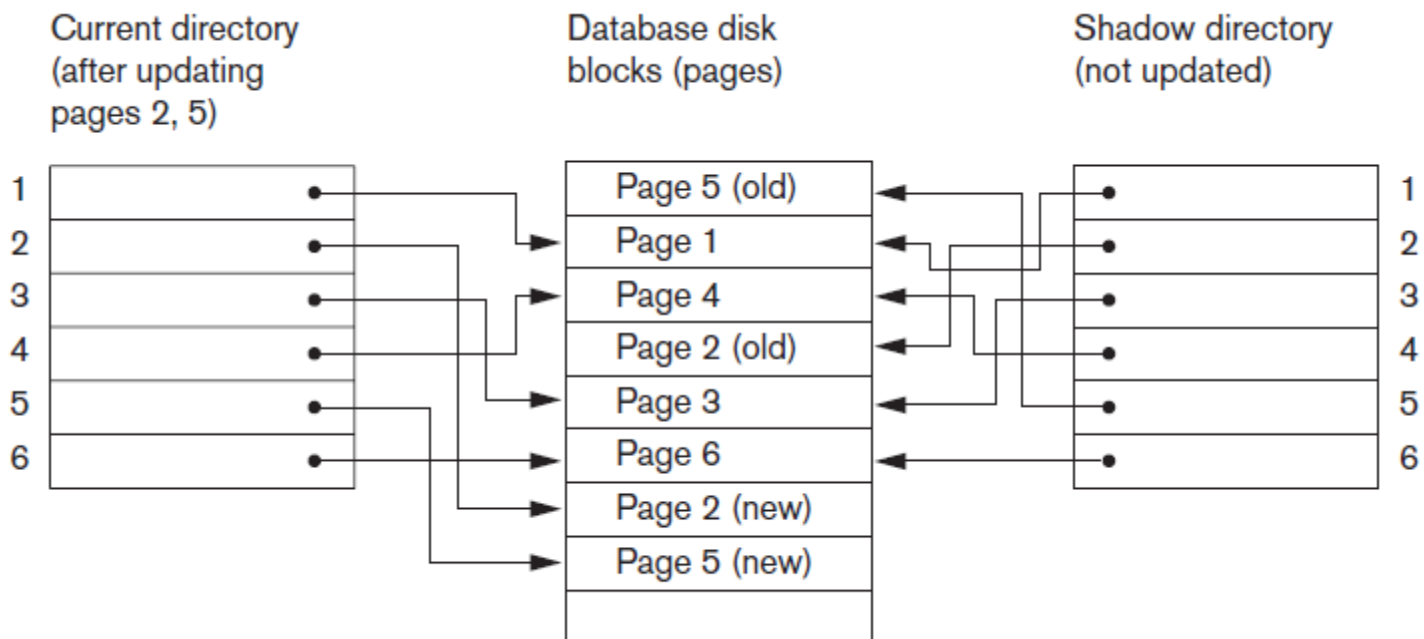 Current directory
(after updating
pages 2, 5)
Database disk
blocks (pages)
Shadow directory
(not updated)
1
2
3
4
5
6
Page 5 (old)
Page 1
Page 4
Page 2 (old)
Page 3
Page 6
Page 2 (new)
Page 5 (new)
1
2
3
4
5
6